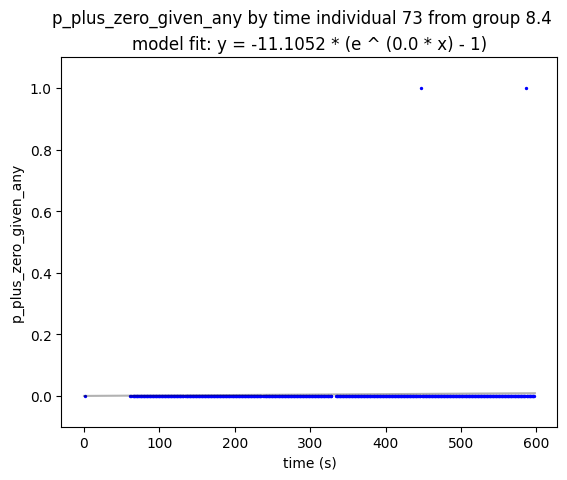 p_plus_zero_given_any by time individual 73 from group 8.4
model fit: y = -11.1052 * (e ^ (0.0 * x) - 1)
1.0
0.8
0.6
0.4
0.2
0.0
p_plus_zero_given_any
0 100 200 300 400 500 600
time (s)